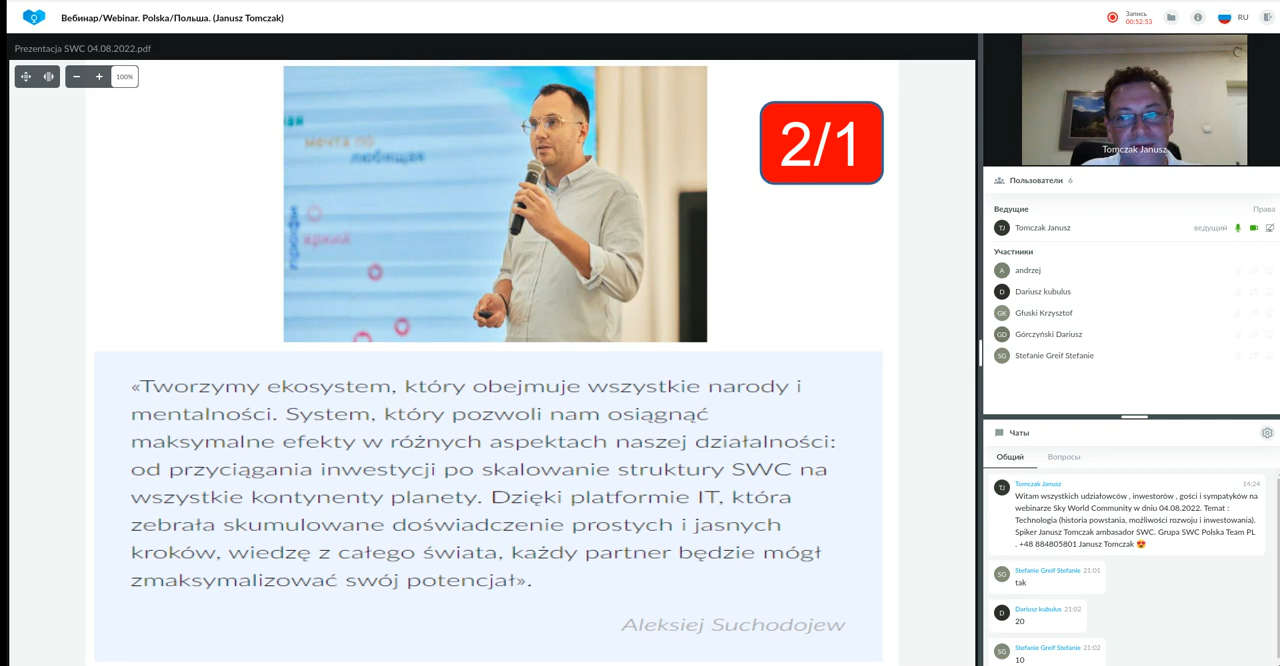 Вебинар/Webinar. Polska/Польша. (Janusz Tomczak)
Запись
00:52:53
RU
Prezentacja SWC 04.08.2022.pdf
100%
мечта по
любящая
яркий
2/1
«Tworzymy ekosystem, który obejmuje wszystkie narody i
mentalności. System, który pozwoli nam osiągnąć
maksymalne efekty w różnych aspektach naszej działalności:
od przyciągania inwestycji po skalowanie struktury SWC na
wszystkie kontynenty planety. Dzięki platformie IT, która
zebrała skumulowane doświadczenie prostych i jasnych
kroków, wiedzę z całego świata, każdy partner będzie mógł
zmaksymalizować swój potencjał».
Aleksiej Suchodojew
Tomczak Janusz
Пользователи 6
Ведущие Права
TJ Tomczak Janusz ведущий
Участники
A andrzej
D Dariusz kubulus
GK Głuski Krzysztof
GD Górczyński Dariusz
SG Stefanie Greif Stefanie
Чаты
Общий Вопросы
TJ Tomczak Janusz 14:24
Witam wszystkich udziałowców , inwestorów , gości i sympatyków na
webinarze Sky World Community w dniu 04.08.2022. Temat :
Technologia (historia powstania, możliwości rozwoju i inwestowania).
Spiker Janusz Tomczak ambasador SWC. Grupa SWC Polska Team PL
. +48 884805801 Janusz Tomczak 😍
SG Stefanie Greif Stefanie 21:01
tak
D Dariusz kubulus 21:02
20
SG Stefanie Greif Stefanie 21:02
10